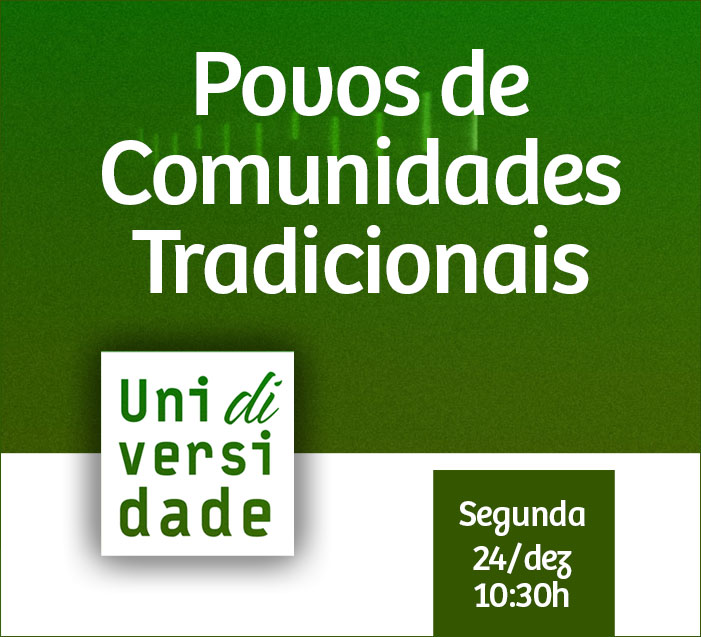 Povos de
Comunidades
Tradicionais
Uni di
versi
dade
Segunda
24/dez
10:30h